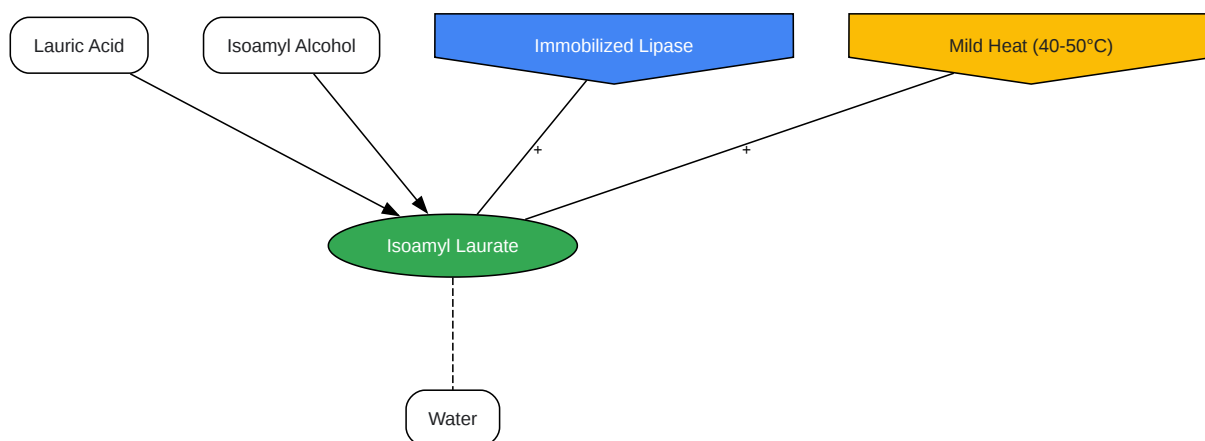 Lauric Acid
Isoamyl Alcohol
Immobilized Lipase
Mild Heat (40-50°C)
+
+
Isoamyl Laurate
Water